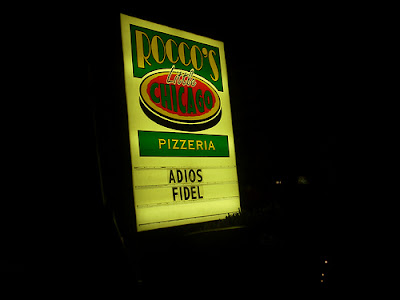 ROCCO'S
Little
CHICAGO
PIZZERIA
ADIOS
FIDEL